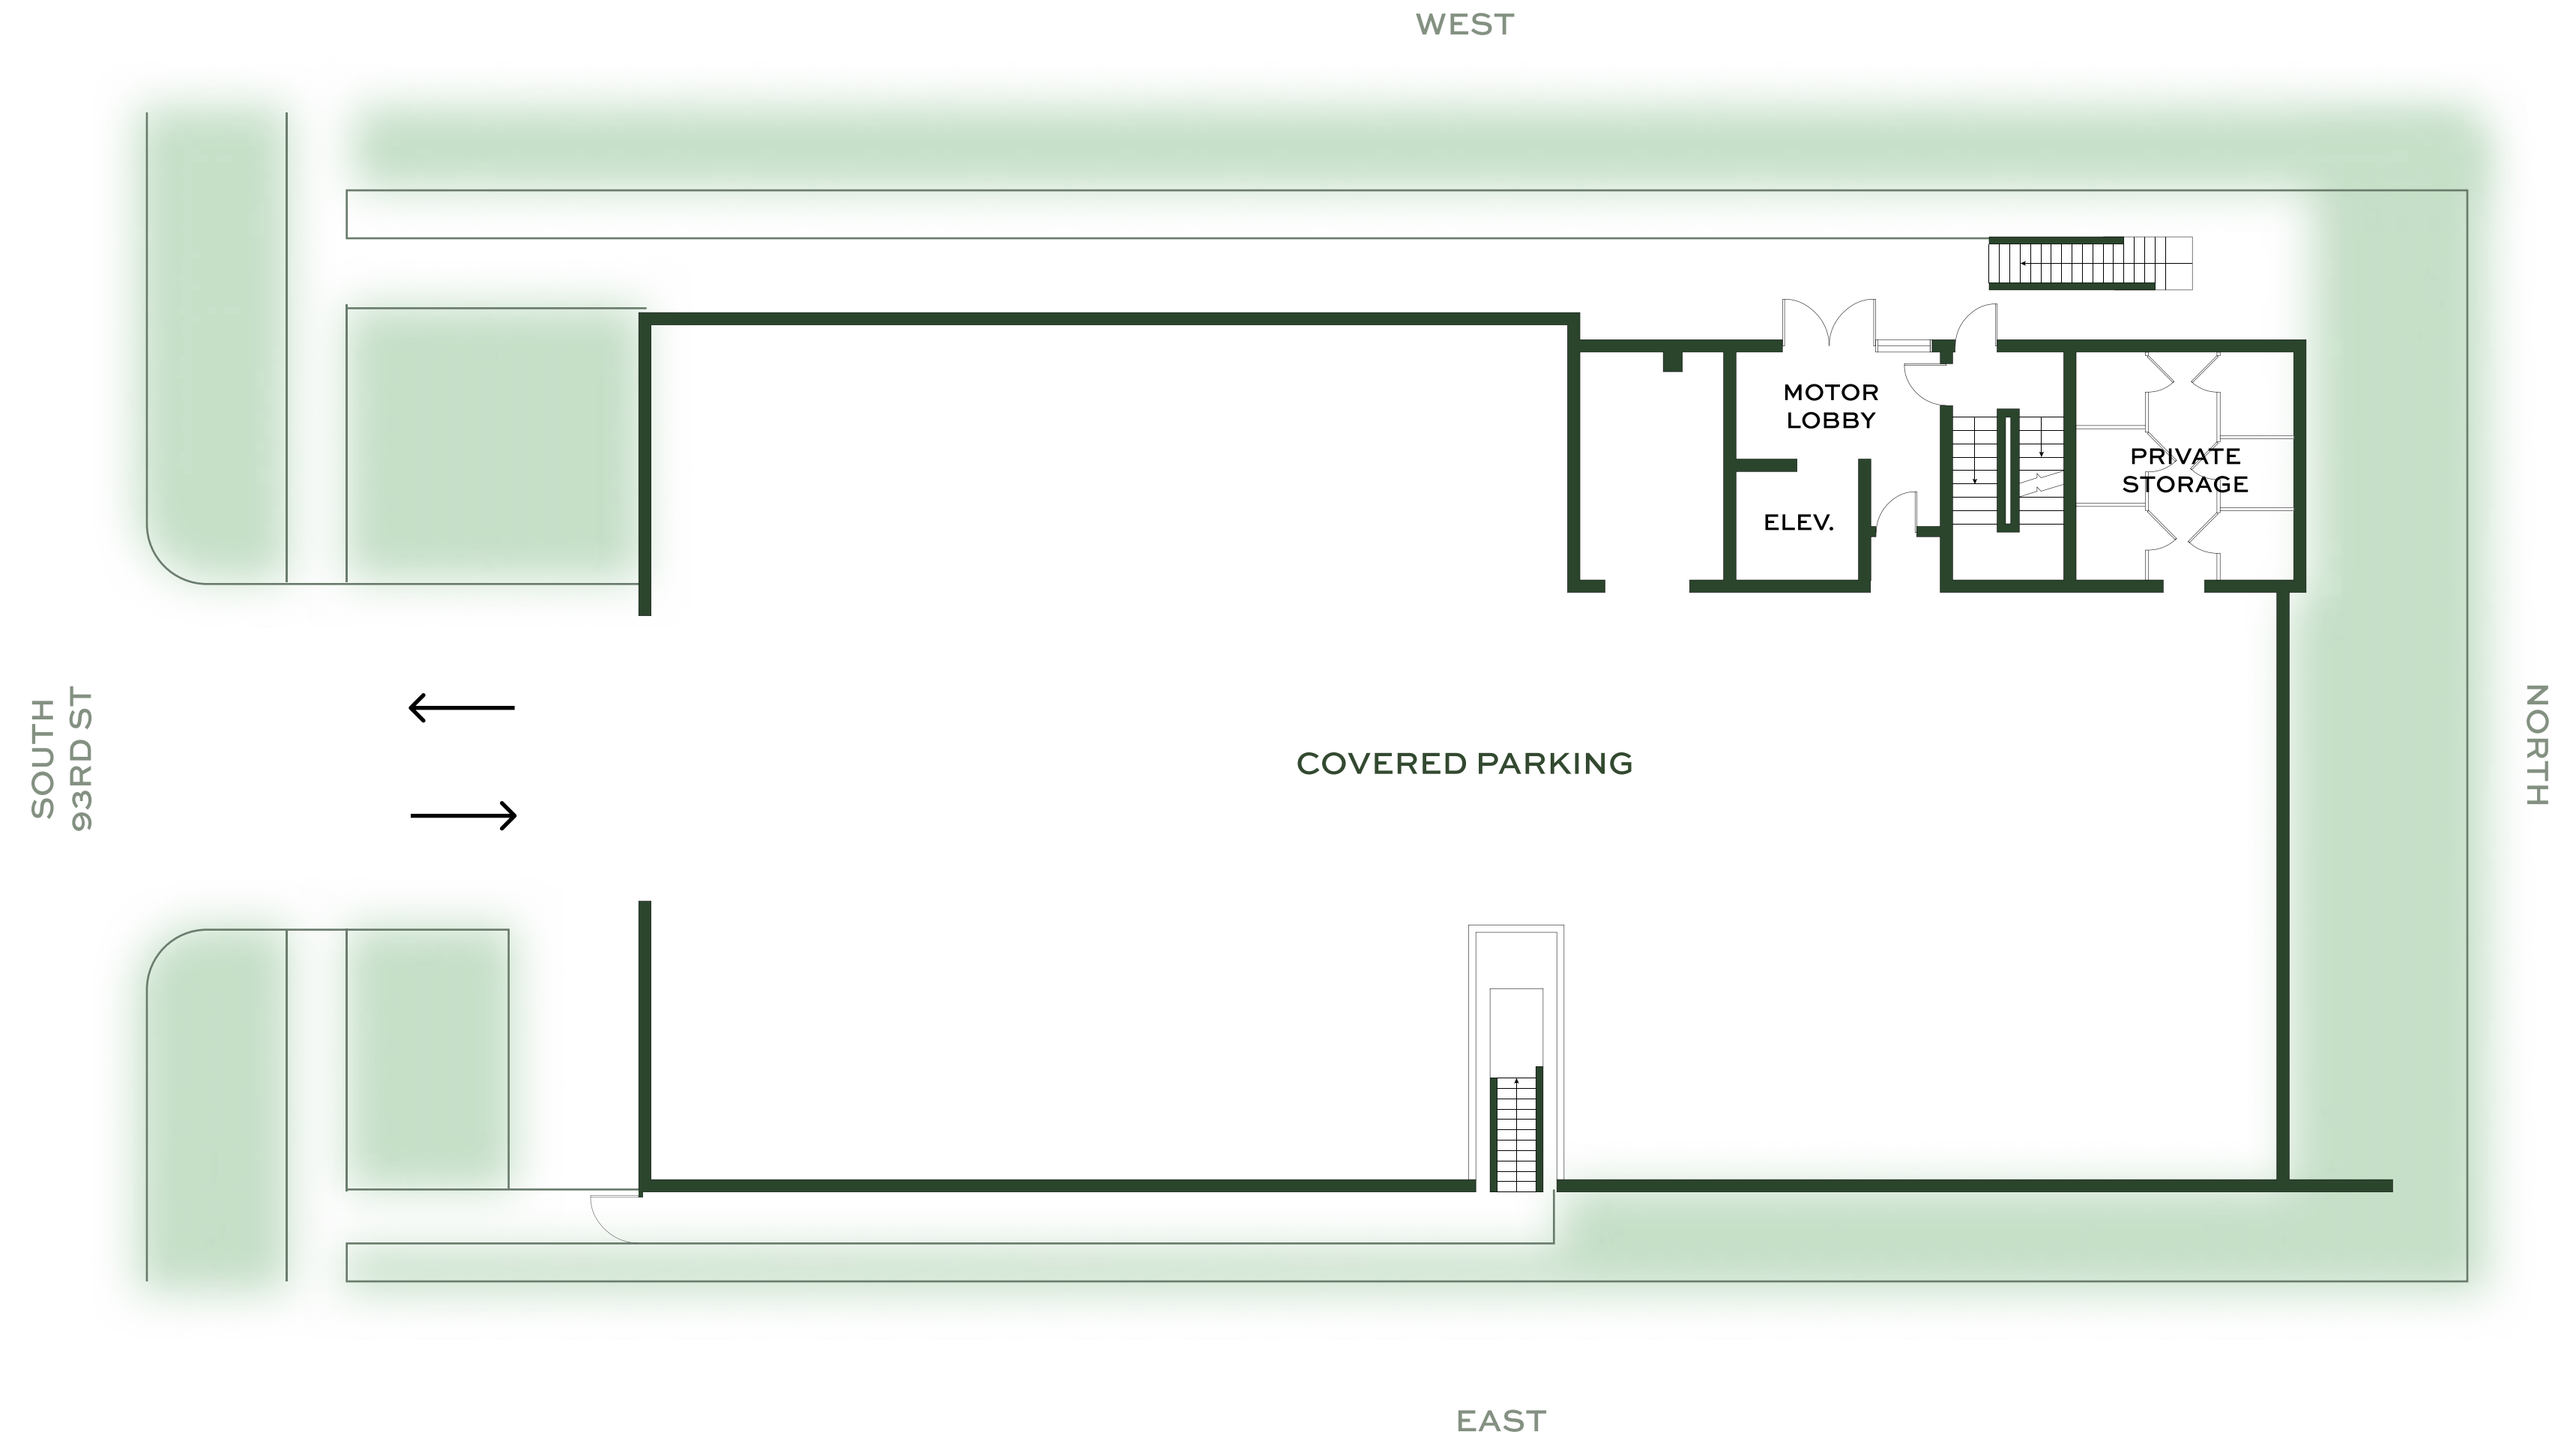 WEST
MOTOR
LOBBY
PRIVATE
STORAGE
ELEV.
SOUTH
93RD ST
COVERED PARKING
NORTH
EAST